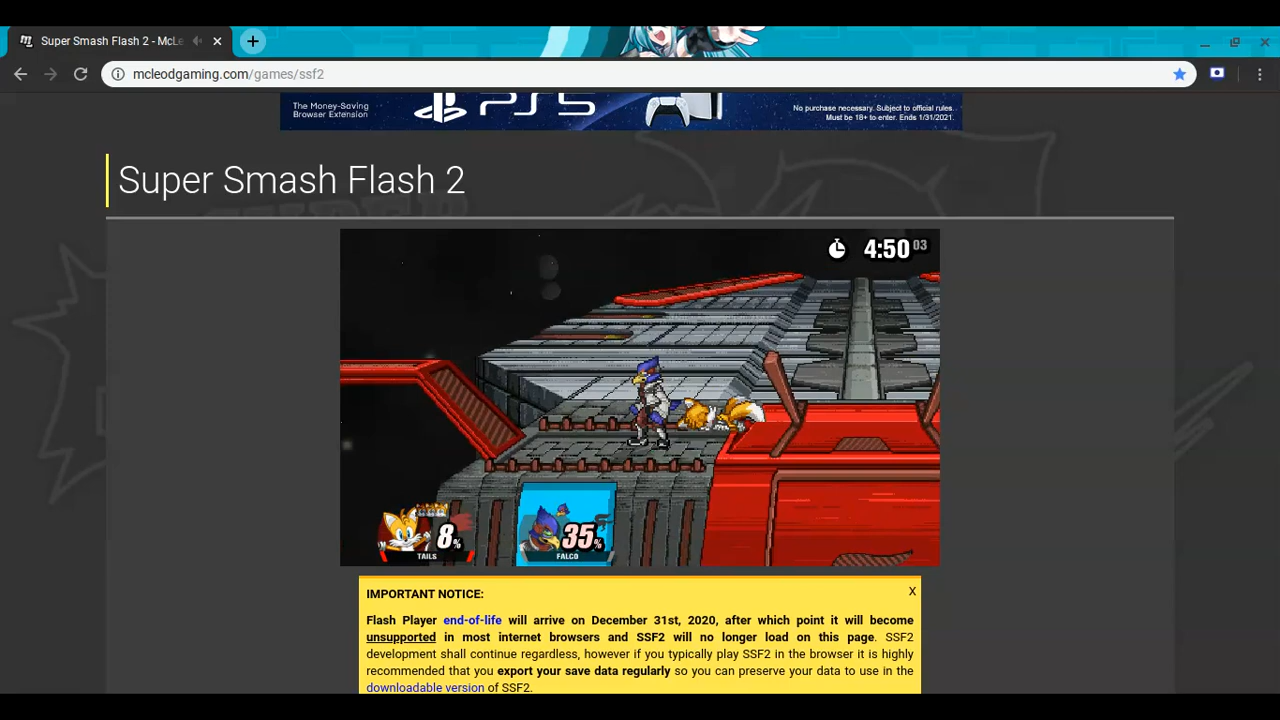 Super Smash Flash 2 - McLe
mcleodgaming.com/games/ssf2
The Money-Saving
Browser Extension
PS5
No purchase necessary. Subject to official rules.
Must be 18+ to enter. Ends 1/31/2021.
Super Smash Flash 2
4:50 03
8%
TAILS
35%
FALCO
IMPORTANT NOTICE:
X
Flash Player end-of-life will arrive on December 31st, 2020, after which point it will become
unsupported in most internet browsers and SSF2 will no longer load on this page. SSF2
development shall continue regardless, however if you typically play SSF2 in the browser it is highly
recommended that you export your save data regularly so you can preserve your data to use in the
downloadable version of SSF2.